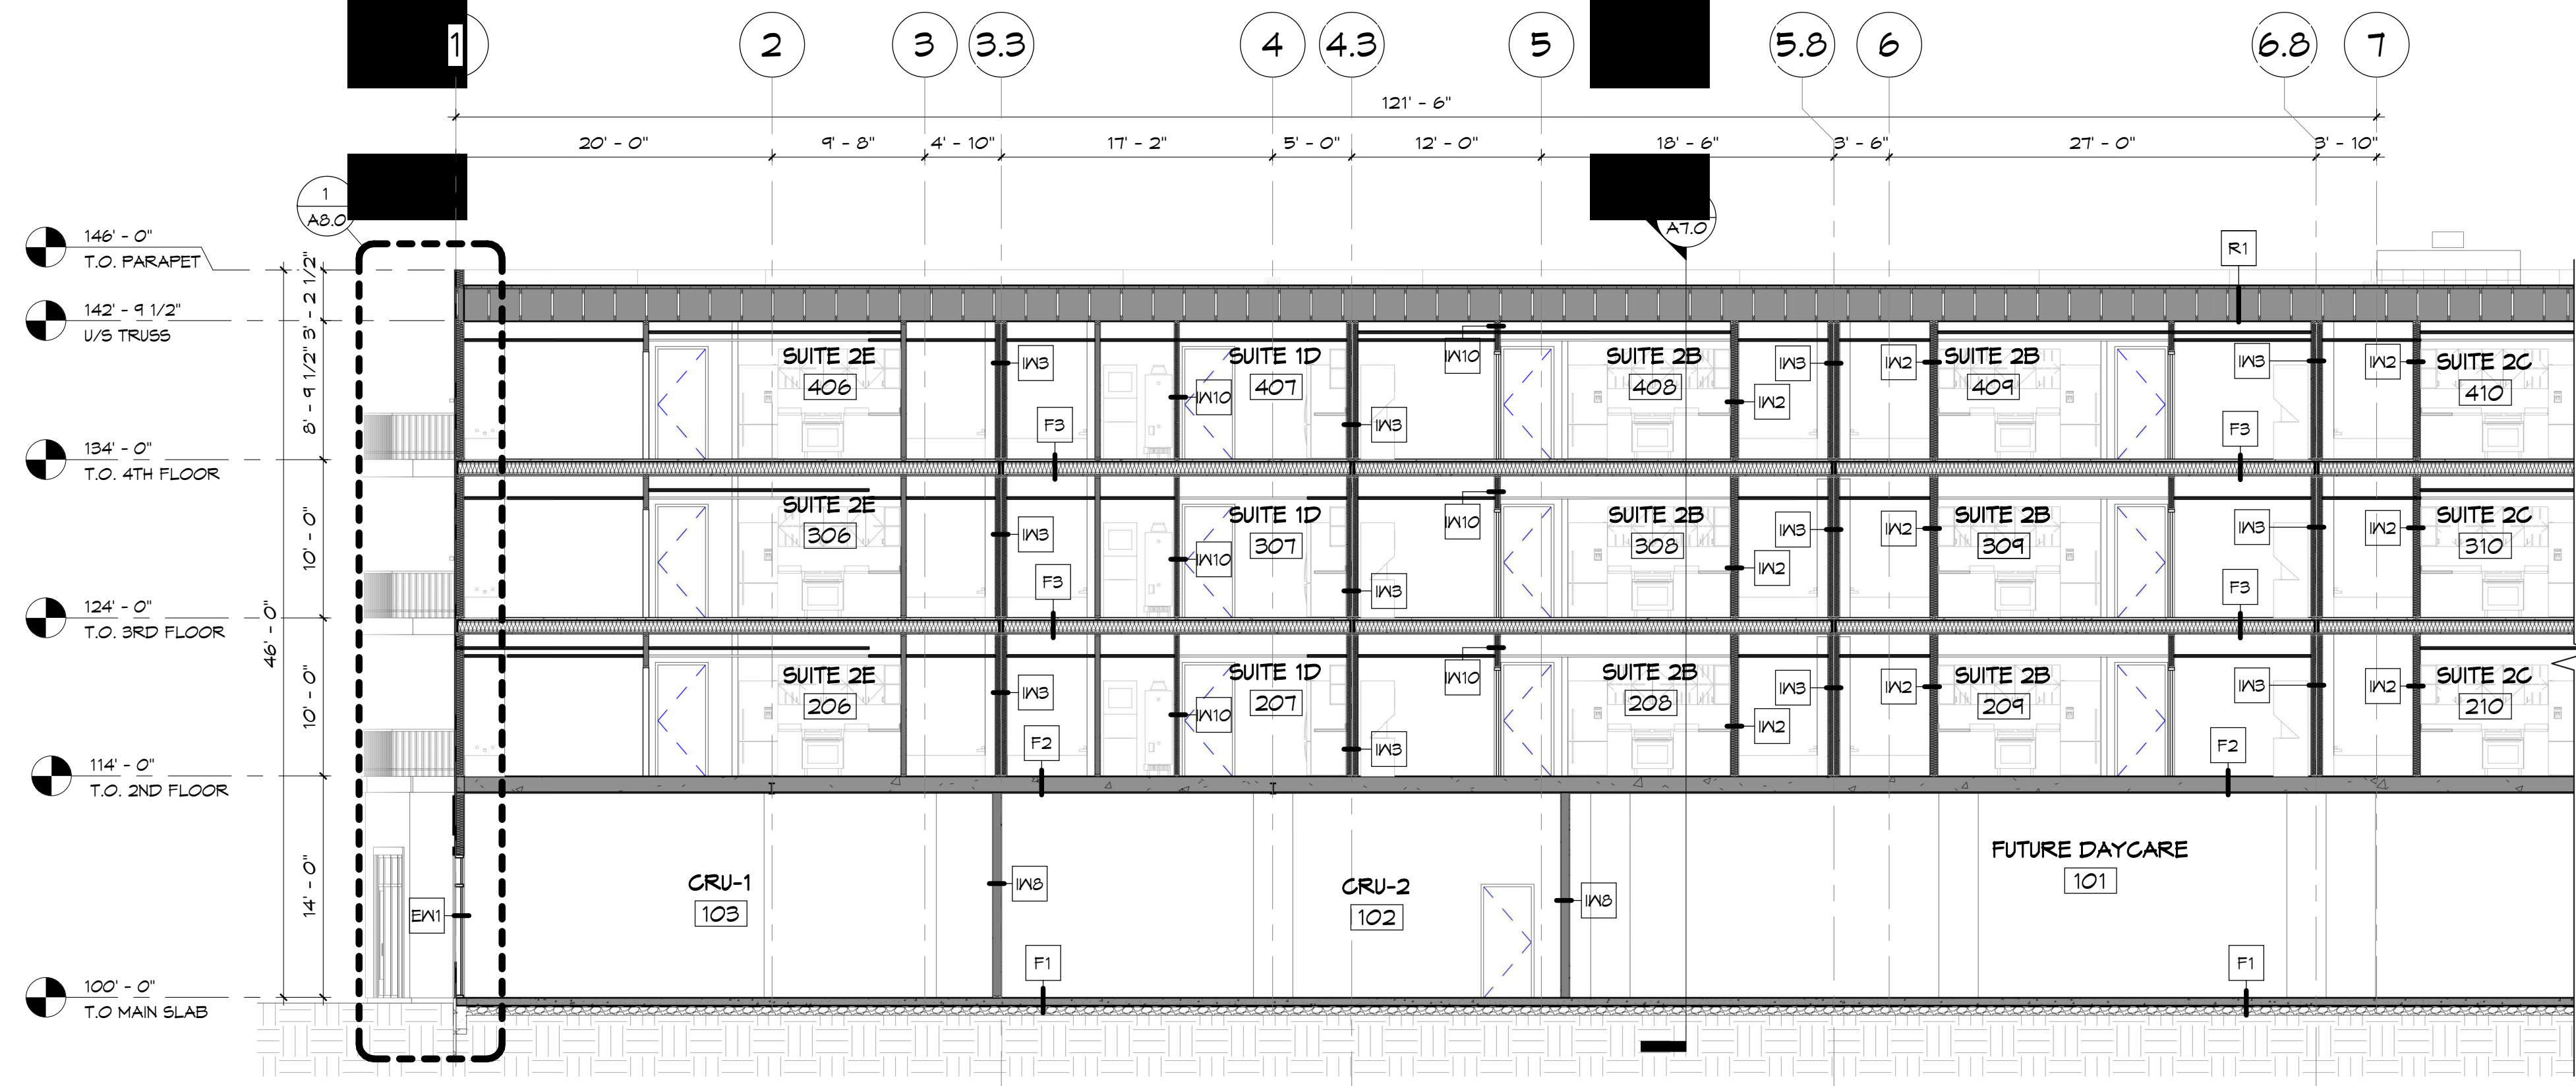 1 2 3 3.3 4 4.3 5 5.8 6 6.8 7
121' - 6"
20' - 0" 9' - 8" 4' - 10" 17' - 2" 5' - 0" 12' - 0" 18' - 6" 3' - 6" 27' - 0" 3' - 10"
1
A8.0
A7.0
146' - 0"
T.O. PARAPET
R1
3' - 2 1/2"
142' - 9 1/2"
U/S TRUSS
8' - 9 1/2"
SUITE 2E
406
IW3
IW10
SUITE 1D
407
IW3
IW10
SUITE 2B
408
IW2
IW3
IW2
SUITE 2B
409
IW3
IW2
SUITE 2C
410
F3
F3
134' - 0"
T.O. 4TH FLOOR
10' - 0"
SUITE 2E
306
IW3
IW10
SUITE 1D
307
IW3
IW10
SUITE 2B
308
IW2
IW3
IW2
SUITE 2B
309
IW3
IW2
SUITE 2C
310
F3
F3
124' - 0"
T.O. 3RD FLOOR
46' - 0"
10' - 0"
SUITE 2E
206
IW3
IW10
SUITE 1D
207
IW3
IW10
SUITE 2B
208
IW2
IW3
IW2
SUITE 2B
209
IW3
IW2
SUITE 2C
210
F2
F2
114' - 0"
T.O. 2ND FLOOR
14' - 0"
EW1
CRU-1
103
IW8
CRU-2
102
IW8
FUTURE DAYCARE
101
F1
F1
100' - 0"
T.O MAIN SLAB